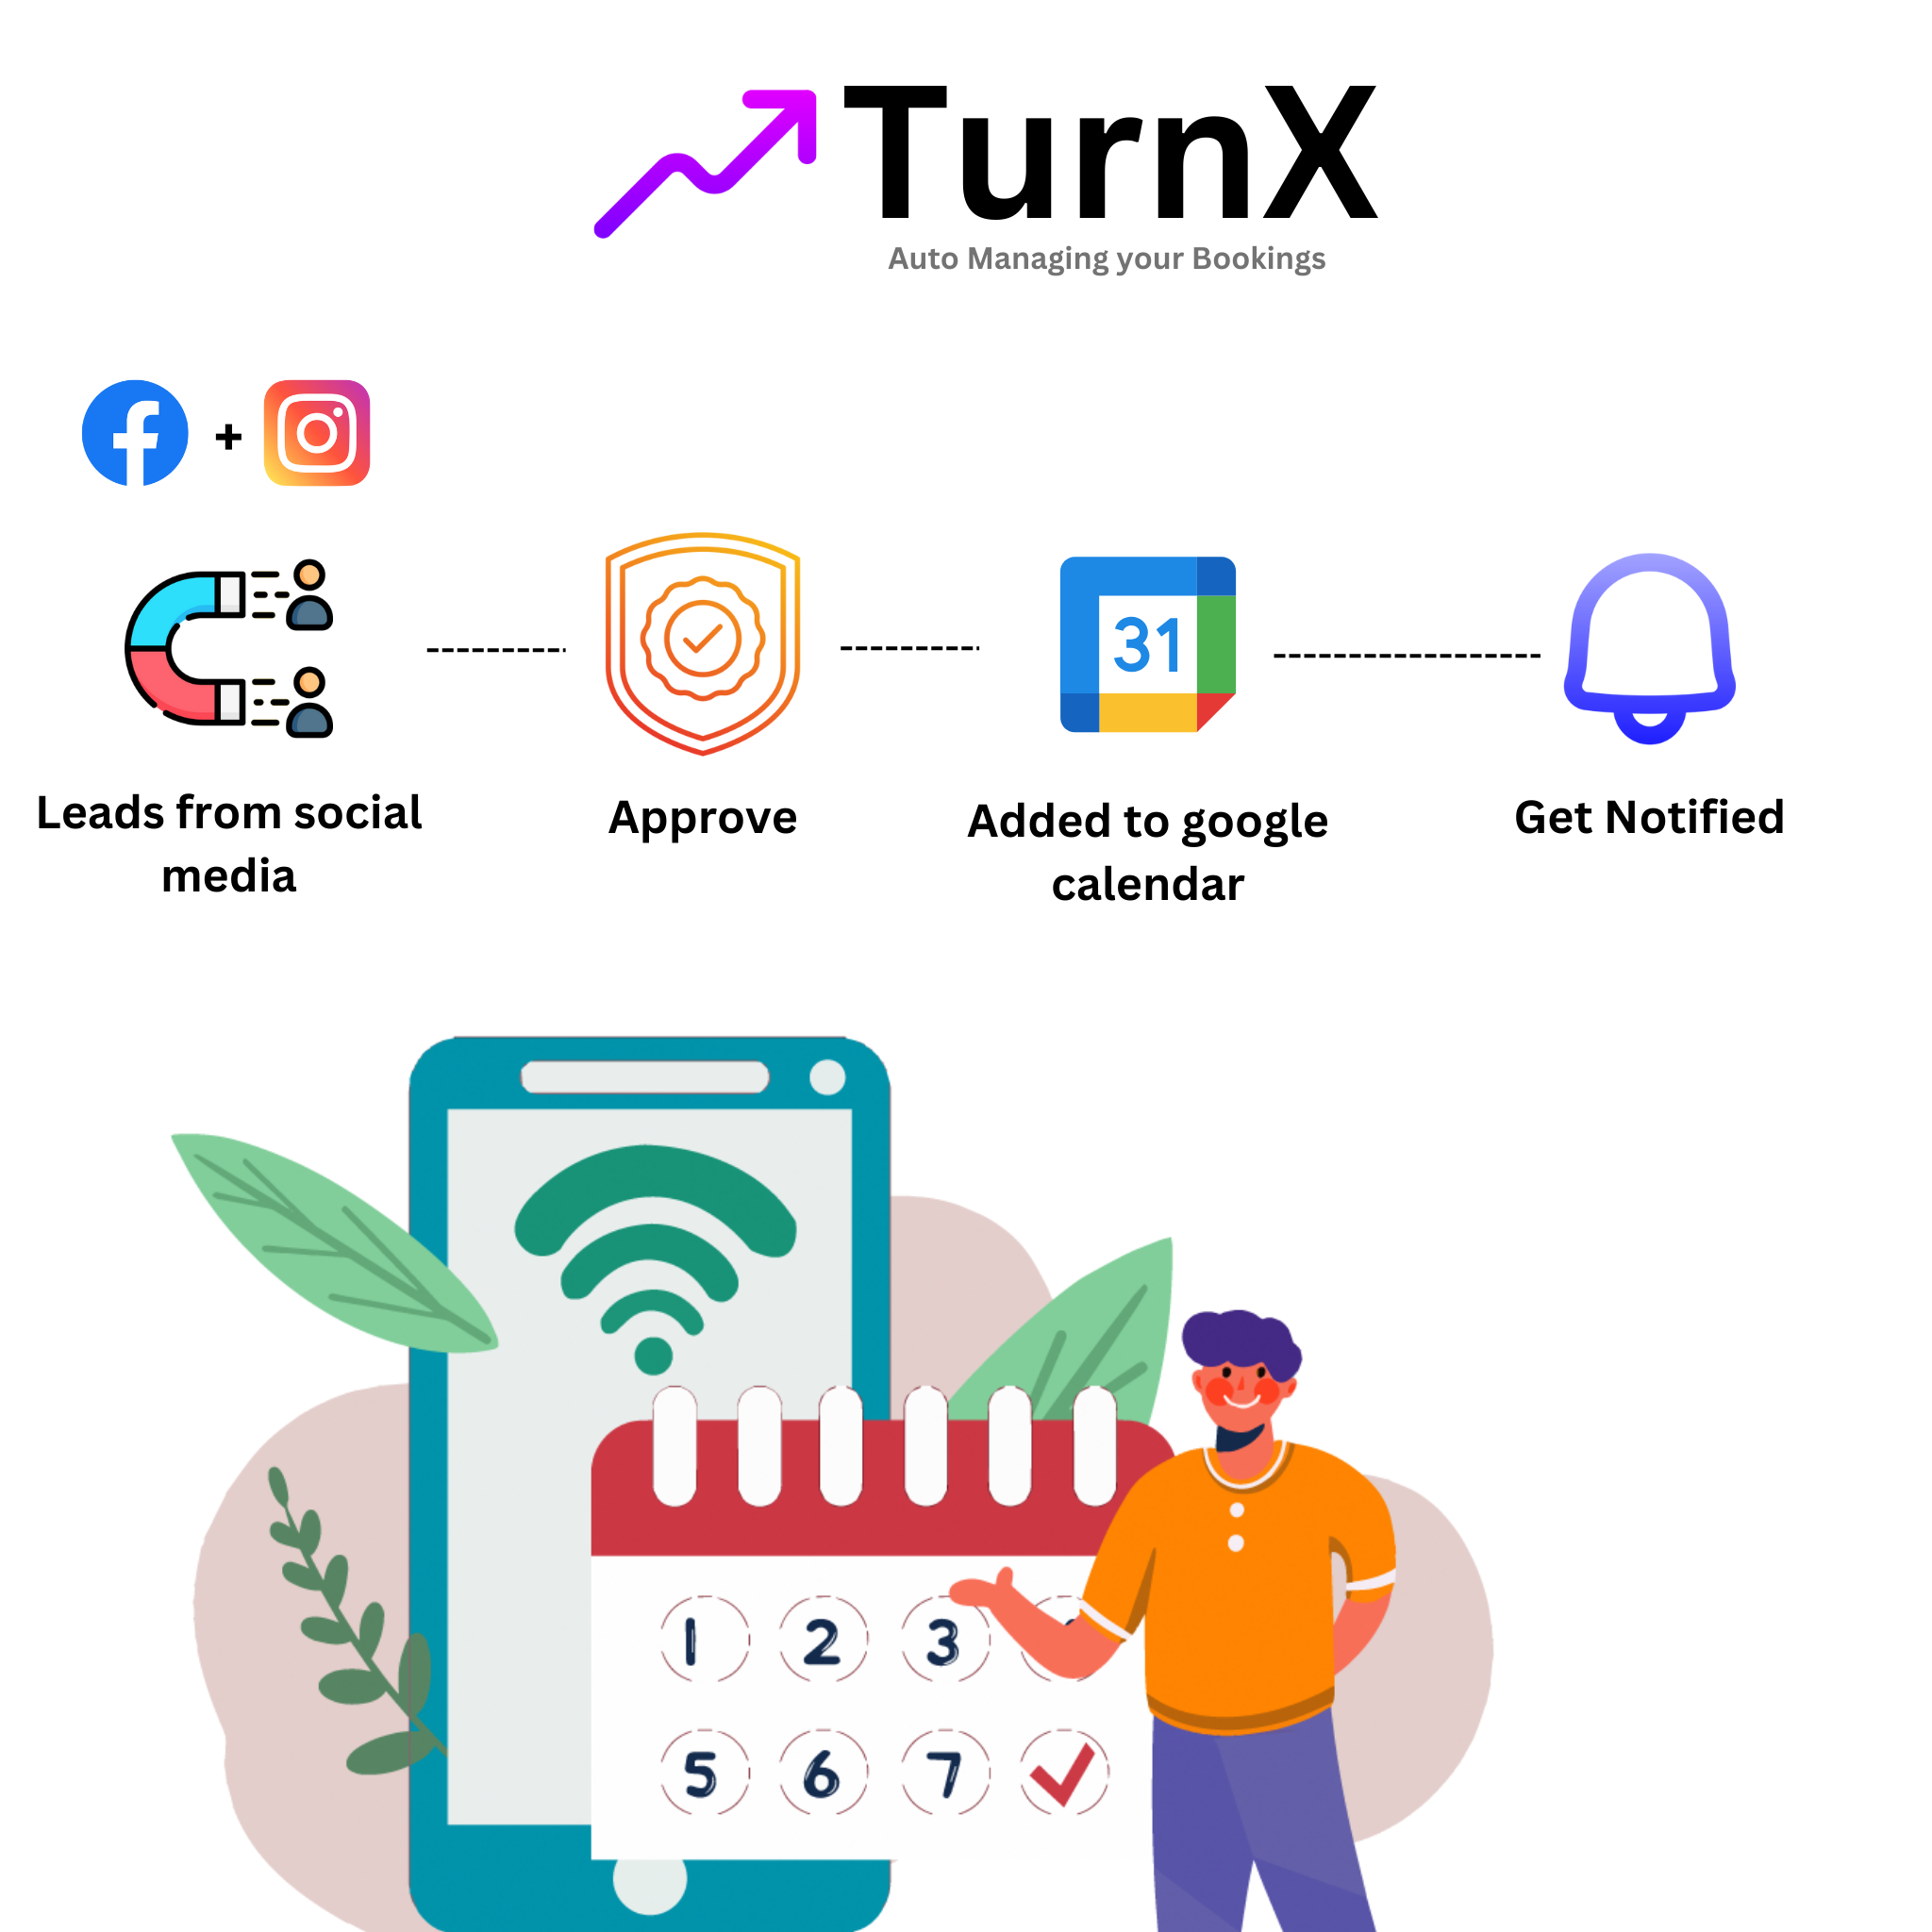 TurnX
Auto Managing your Bookings
+
31
Leads from social
media
Approve
Added to google
calendar
Get Notified
1 2 3
5 6 7